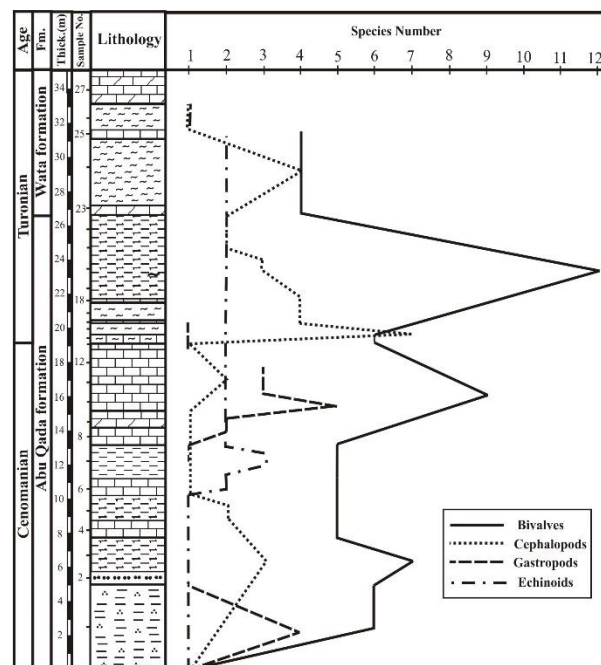 Age
Fm.
Thick.(m)
Sample No.
Lithology
Species Number
1 2 3 4 5 6 7 8 9 10 11 12
Turonian
Cenomanian
Wata formation
Abu Qada formation
34
32
30
28
26
24
22
20
18
16
14
12
10
8
6
4
2
27
25
23
18
12
8
6
4
2
Bivalves
Cephalopods
Gastropods
Echinoids